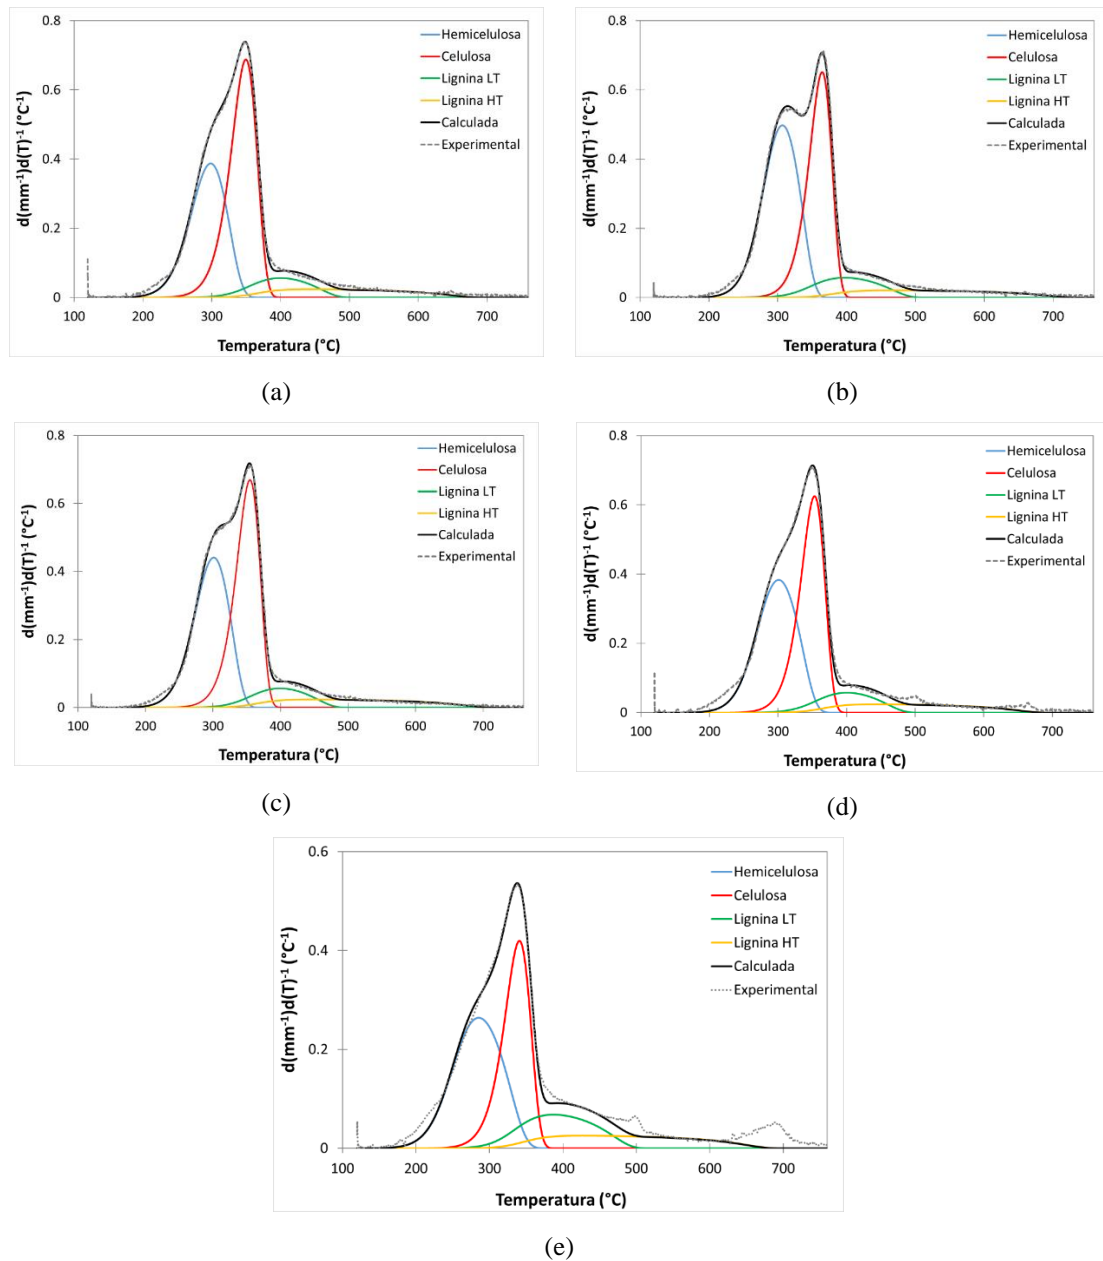 0.8
0.6
0.4
0.2
0
100 200 300 400 500 600 700
d(mm⁻¹)d(T)⁻¹ (°C⁻¹)
Temperatura (°C)
Hemicelulosa
Celulosa
Lignina LT
Lignina HT
Calculada
Experimental
(a)
0.8
0.6
0.4
0.2
0
100 200 300 400 500 600 700
d(mm⁻¹)d(T)⁻¹ (°C⁻¹)
Temperatura (°C)
Hemicelulosa
Celulosa
Lignina LT
Lignina HT
Calculada
Experimental
(b)
0.8
0.6
0.4
0.2
0
100 200 300 400 500 600 700
d(mm⁻¹)d(T)⁻¹ (°C⁻¹)
Temperatura (°C)
Hemicelulosa
Celulosa
Lignina LT
Lignina HT
Calculada
Experimental
(c)
0.8
0.6
0.4
0.2
0
100 200 300 400 500 600 700
d(mm⁻¹)d(T)⁻¹ (°C⁻¹)
Temperatura (°C)
Hemicelulosa
Celulosa
Lignina LT
Lignina HT
Calculada
Experimental
(d)
0.6
0.4
0.2
0
100 200 300 400 500 600 700
d(mm⁻¹)d(T)⁻¹ (°C⁻¹)
Temperatura (°C)
Hemicelulosa
Celulosa
Lignina LT
Lignina HT
Calculada
Experimental
(e)